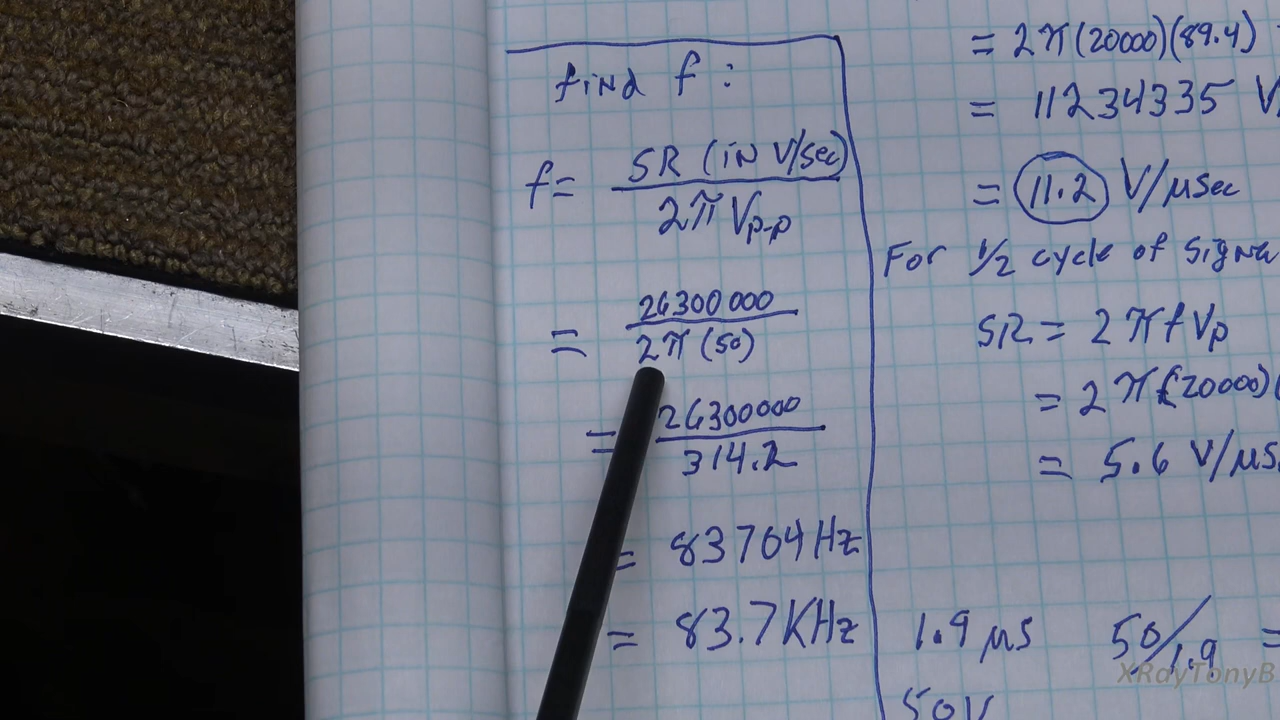 find f:
f= SR (in V/sec)
2π Vp-p
= 26300000
2π (50)
= 26300000
314.2
= 83704 Hz
= 83.7 KHz
= 2π(20000)(89.4)
= 11234335 V/
= 11.2 V/μsec
For 1/2 cycle of Signa
SR = 2πfVp
= 2π(20000)(
= 5.6 V/μs
1.9 μs 50/1.9 =
50V
XRayTonyB